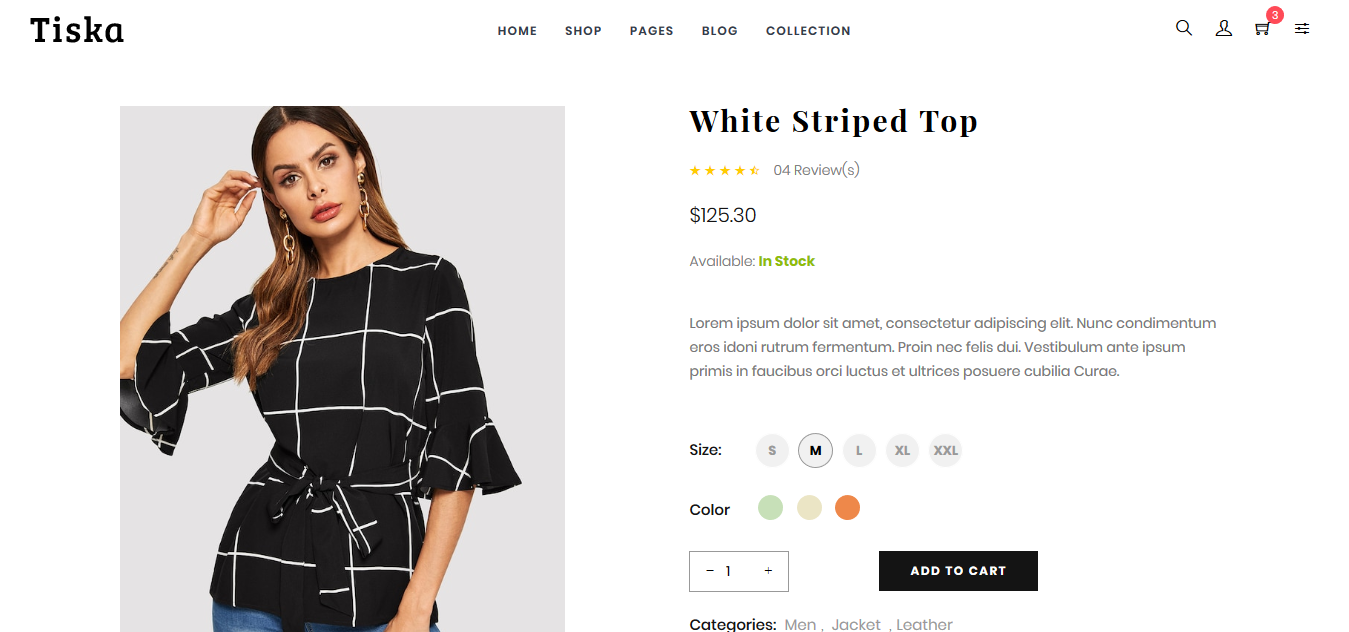 Tiska
HOME SHOP PAGES BLOG COLLECTION
3
White Striped Top
04 Review(s)
$125.30
Available: In Stock
Lorem ipsum dolor sit amet, consectetur adipiscing elit. Nunc condimentum
eros idoni rutrum fermentum. Proin nec felis dui. Vestibulum ante ipsum
primis in faucibus orci luctus et ultrices posuere cubilia Curae.
Size: S M L XL XXL
Color
− 1 + ADD TO CART
Categories: Men , Jacket , Leather